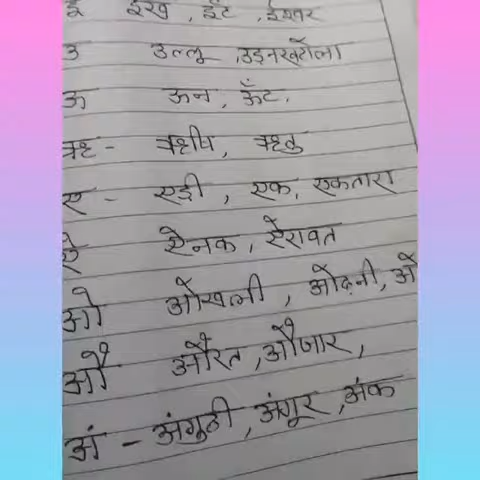 ई ईख, ईंट, ईश्वर
उ उल्लू, उड़नखटोला
ऊ ऊन, ऊँट,
ऋ - ऋषि, ऋतु
ए - एड़ी, एक, एकतारा
ऐ ऐनक, ऐरावत
ओ ओखली, ओढ़नी, ओ
औ औरत, औजार,
अं - अंगुठी, अंगूर, अंक